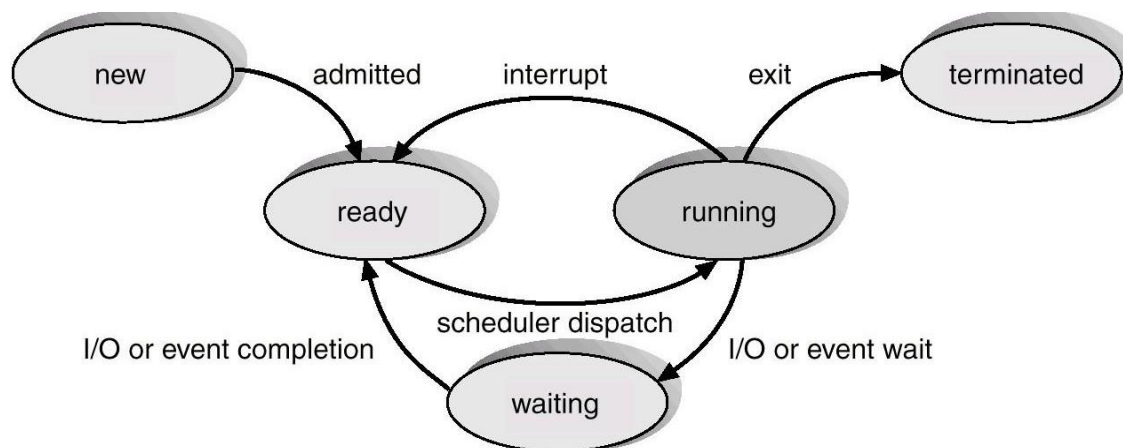 new
admitted
interrupt
exit
terminated
ready
running
scheduler dispatch
I/O or event completion
I/O or event wait
waiting